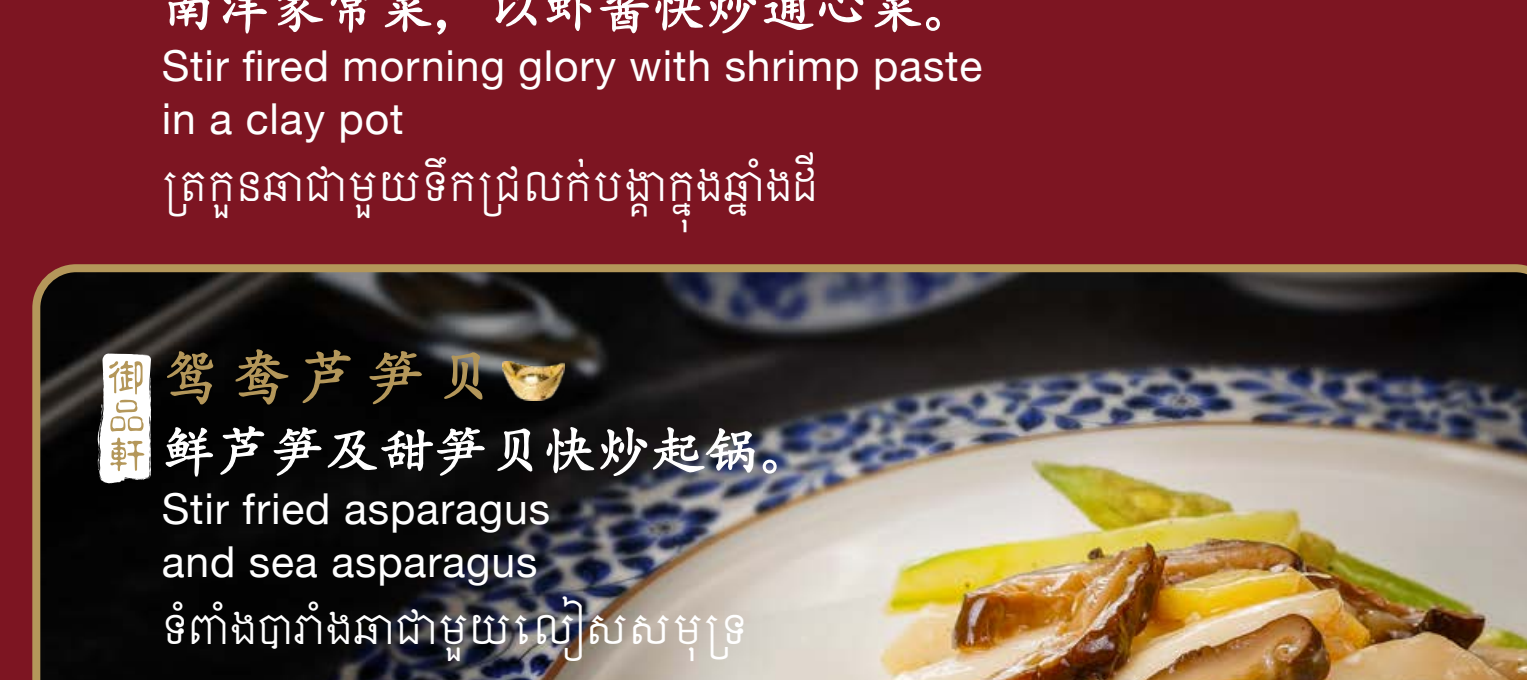 南洋家常菜，以虾酱快炒通心菜。
Stir fired morning glory with shrimp paste
in a clay pot
ត្រកួនឆាជាមួយទឹកជ្រលក់បង្គាក្នុងឆ្នាំងដី
御品軒
鸳鸯芦笋贝
鲜芦笋及甜笋贝快炒起锅。
Stir fried asparagus
and sea asparagus
ទំពាំងបារាំងឆាជាមួយលៀសសមុទ្រ